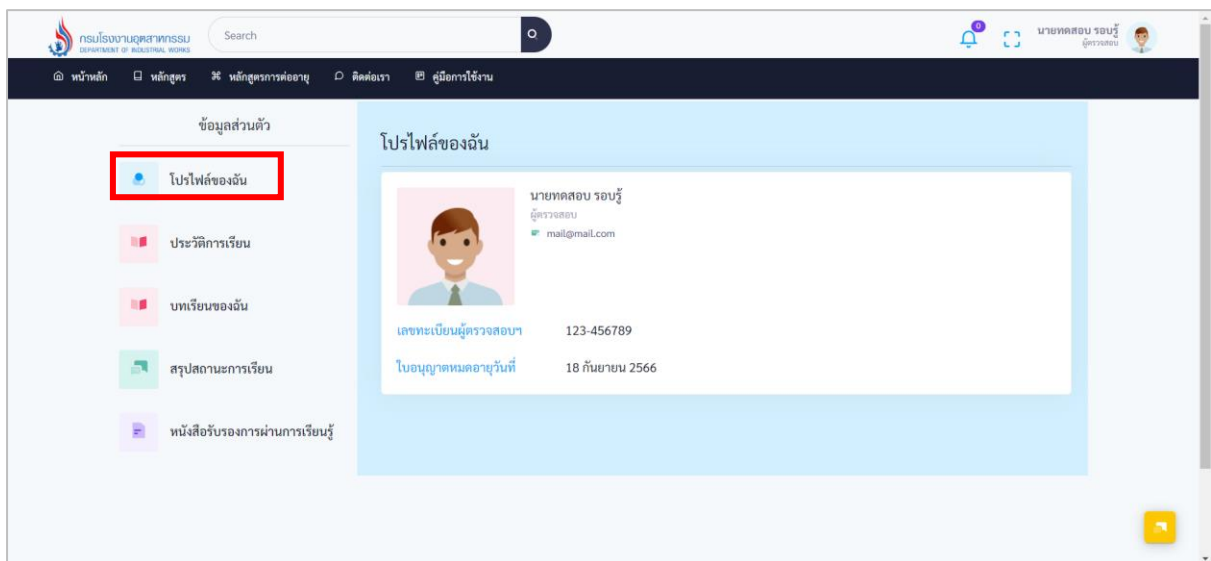 กรมโรงงานอุตสาหกรรม
DEPARTMENT OF INDUSTRIAL WORKS
Search
0
นายทดสอบ รอบรู้
ผู้ตรวจสอบ
หน้าหลัก หลักสูตร หลักสูตรการต่ออายุ ติดต่อเรา คู่มือการใช้งาน
ข้อมูลส่วนตัว
โปรไฟล์ของฉัน
ประวัติการเรียน
บทเรียนของฉัน
สรุปสถานะการเรียน
หนังสือรับรองการผ่านการเรียนรู้
โปรไฟล์ของฉัน
นายทดสอบ รอบรู้
ผู้ตรวจสอบ
mail@mail.com
เลขทะเบียนผู้ตรวจสอบฯ 123-456789
ใบอนุญาตหมดอายุวันที่ 18 กันยายน 2566